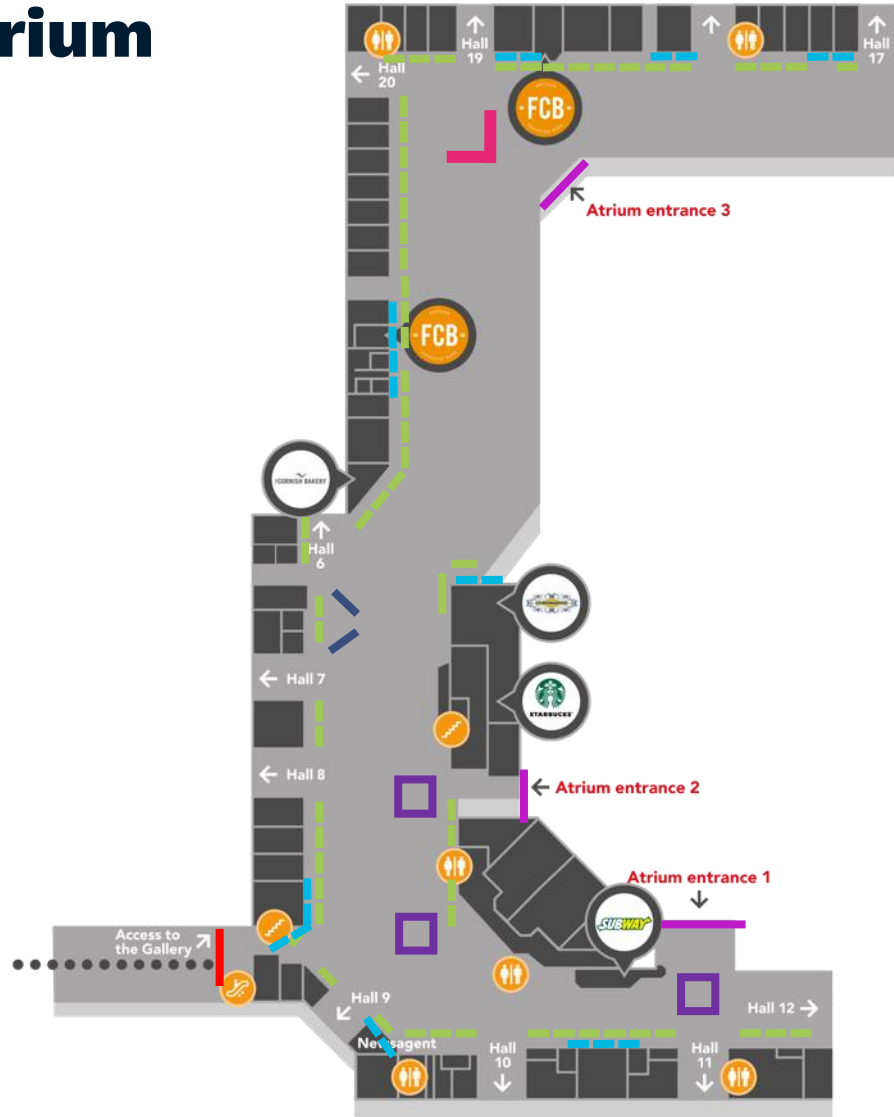 rium
Hall
19
Hall
17
Hall
20
FCB
Atrium entrance 3
FCB
CORNISH BAKERY
Hall
6
Hall 7
STARBUCKS
Hall 8
Atrium entrance 2
Atrium entrance 1
SUBWAY
Access to
the Gallery
Hall 9
Hall 12
Newsagent
Hall
10
Hall
11